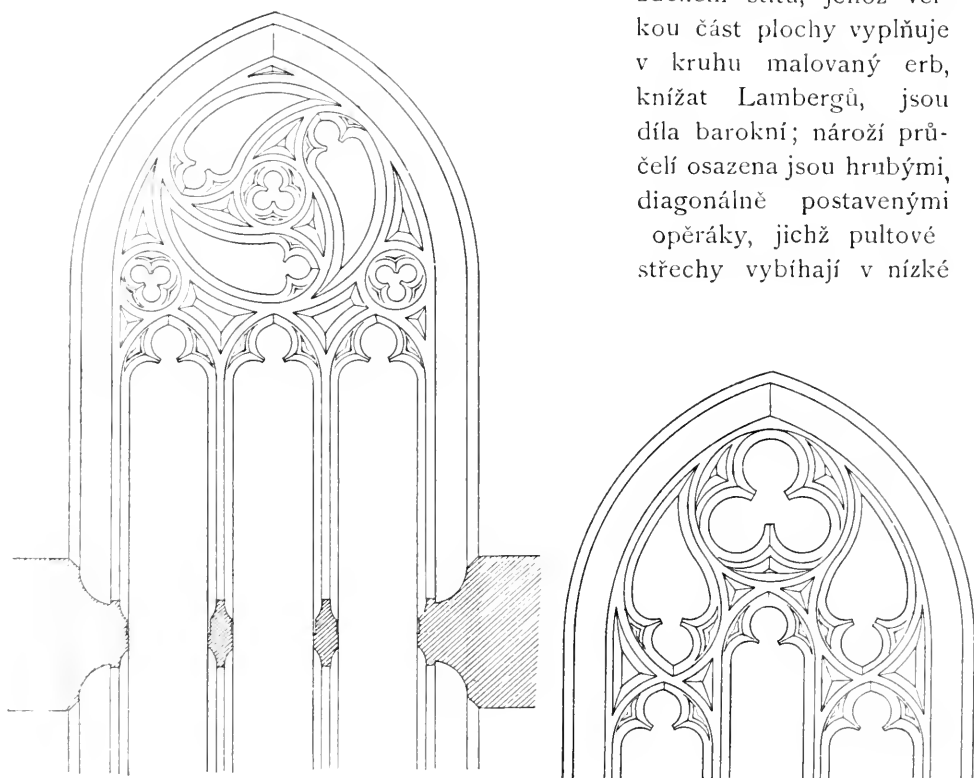 kou část plochy vyplňuje
v kruhu malovaný erb,
knížat Lambergů, jsou
díla barokní; nároží prů-
čelí osazena jsou hrubými,
diagonálně postavenými
opěráky, jichž pultové
střechy vybíhají v nízké